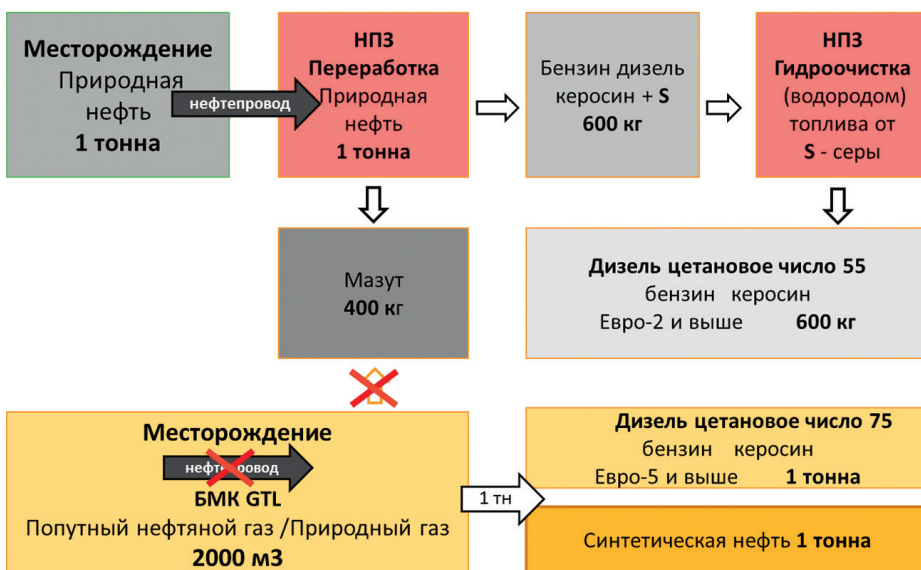 Месторождение
Природная
нефть
1 тонна
нефтепровод
НПЗ
Переработка
Природная
нефть
1 тонна
Бензин дизель
керосин + S
600 кг
НПЗ
Гидроочистка
(водородом)
топлива от
S - серы
Мазут
400 кг
Дизель цетановое число 55
бензин керосин
Евро-2 и выше 600 кг
Месторождение
нефтепровод
БМК GTL
Попутный нефтяной газ /Природный газ
2000 м3
1 тн
Дизель цетановое число 75
бензин керосин
Евро-5 и выше 1 тонна
Синтетическая нефть 1 тонна